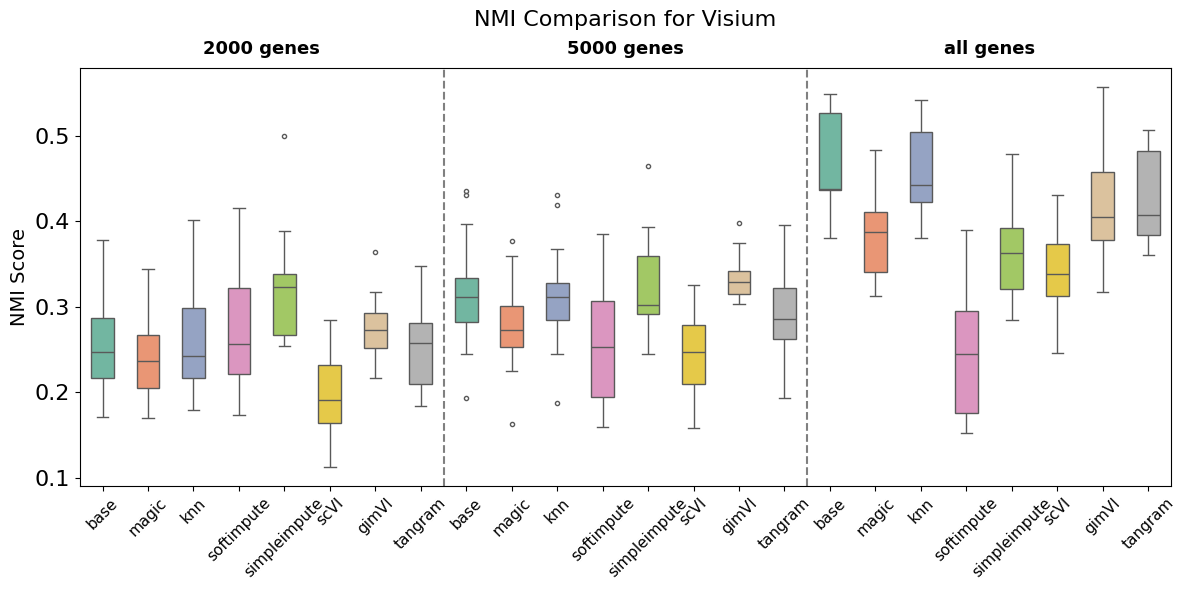 NMI Comparison for Visium
2000 genes 5000 genes all genes
NMI Score
0.5
0.4
0.3
0.2
0.1
base magic knn softimpute simpleimpute scVI gimVI tangram base magic knn softimpute simpleimpute scVI gimVI tangram base magic knn softimpute simpleimpute scVI gimVI tangram